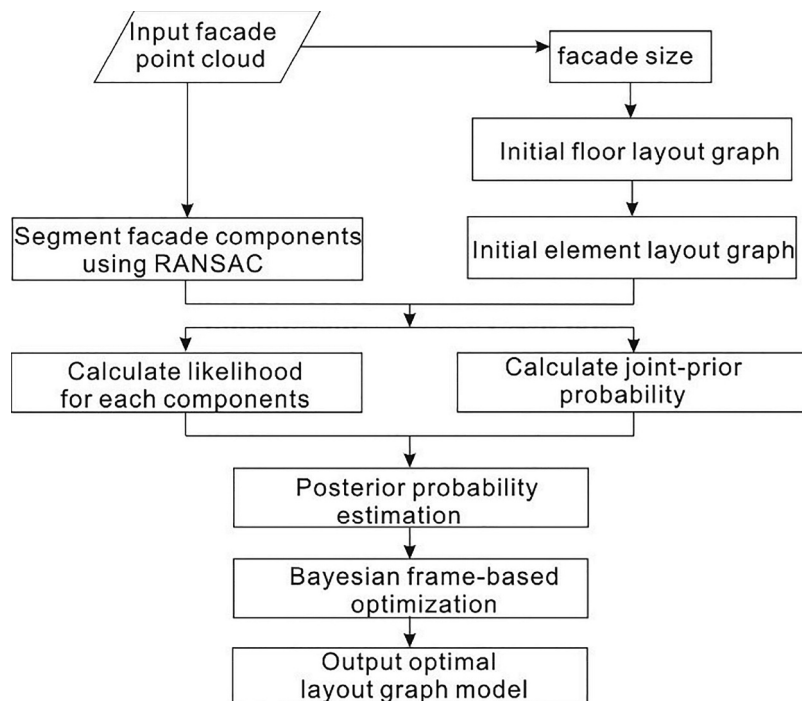 Input facade
point cloud
facade size
Initial floor layout graph
Segment facade components
using RANSAC
Initial element layout graph
Calculate likelihood
for each components
Calculate joint-prior
probability
Posterior probability
estimation
Bayesian frame-based
optimization
Output optimal
layout graph model